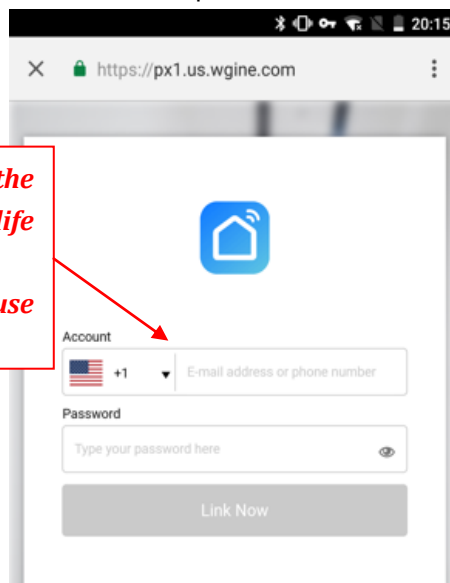 20:15
https://px1.us.wgine.com
the
life
use
Account
+1
E-mail address or phone number
Password
Type your password here
Link Now